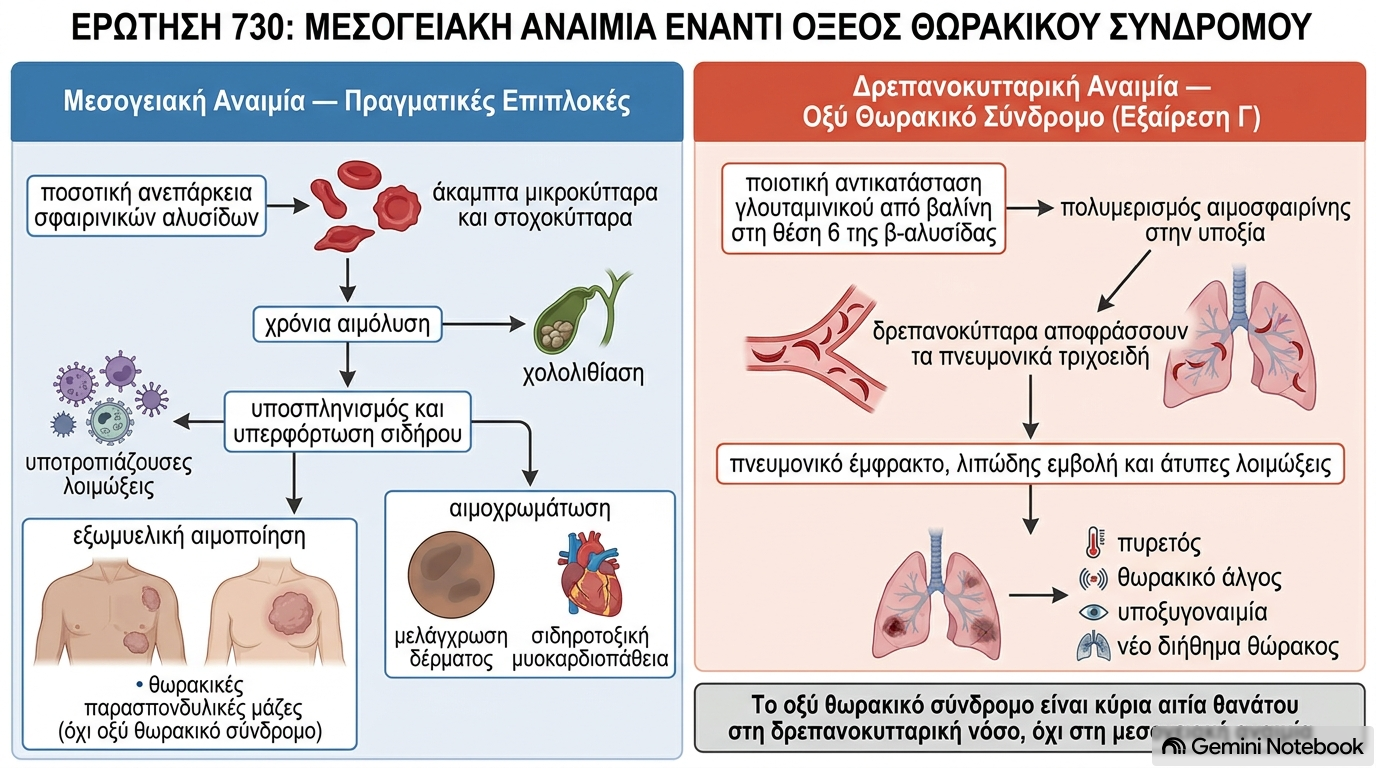 ΕΡΩΤΗΣΗ 730: ΜΕΣΟΓΕΙΑΚΗ ΑΝΑΙΜΙΑ ΕΝΑΝΤΙ ΟΞΕΟΣ ΘΩΡΑΚΙΚΟΥ ΣΥΝΔΡΟΜΟΥ
Μεσογειακή Αναιμία — Πραγματικές Επιπλοκές
ποσοτική ανεπάρκεια
σφαιρινικών αλυσίδων
άκαμπτα μικροκύτταρα
και στοχοκύτταρα
χρόνια αιμόλυση
χολολιθίαση
υποσπληνισμός και
υπερφόρτωση σιδήρου
υποτροπιάζουσες
λοιμώξεις
εξωμυελική αιμοποίηση
• θωρακικές
παρασπονδυλικές μάζες
(όχι οξύ θωρακικό σύνδρομο)
αιμοχρωμάτωση
μελάγχρωση
δέρματος
σιδηροτοξική
μυοκαρδιοπάθεια
Δρεπανοκυτταρική Αναιμία —
Οξύ Θωρακικό Σύνδρομο (Εξαίρεση Γ)
ποιοτική αντικατάσταση
γλουταμινικού από βαλίνη
στη θέση 6 της β-αλυσίδας
πολυμερισμός αιμοσφαιρίνης
στην υποξία
δρεπανοκύτταρα αποφράσσουν
τα πνευμονικά τριχοειδή
πνευμονικό έμφρακτο, λιπώδης εμβολή και άτυπες λοιμώξεις
πυρετός
θωρακικό άλγος
υποξυγοναιμία
νέο διήθημα θώρακος
Το οξύ θωρακικό σύνδρομο είναι κύρια αιτία θανάτου
στη δρεπανοκυτταρική νόσο, όχι στη μεσογειακή αναιμία
Gemini Notebook